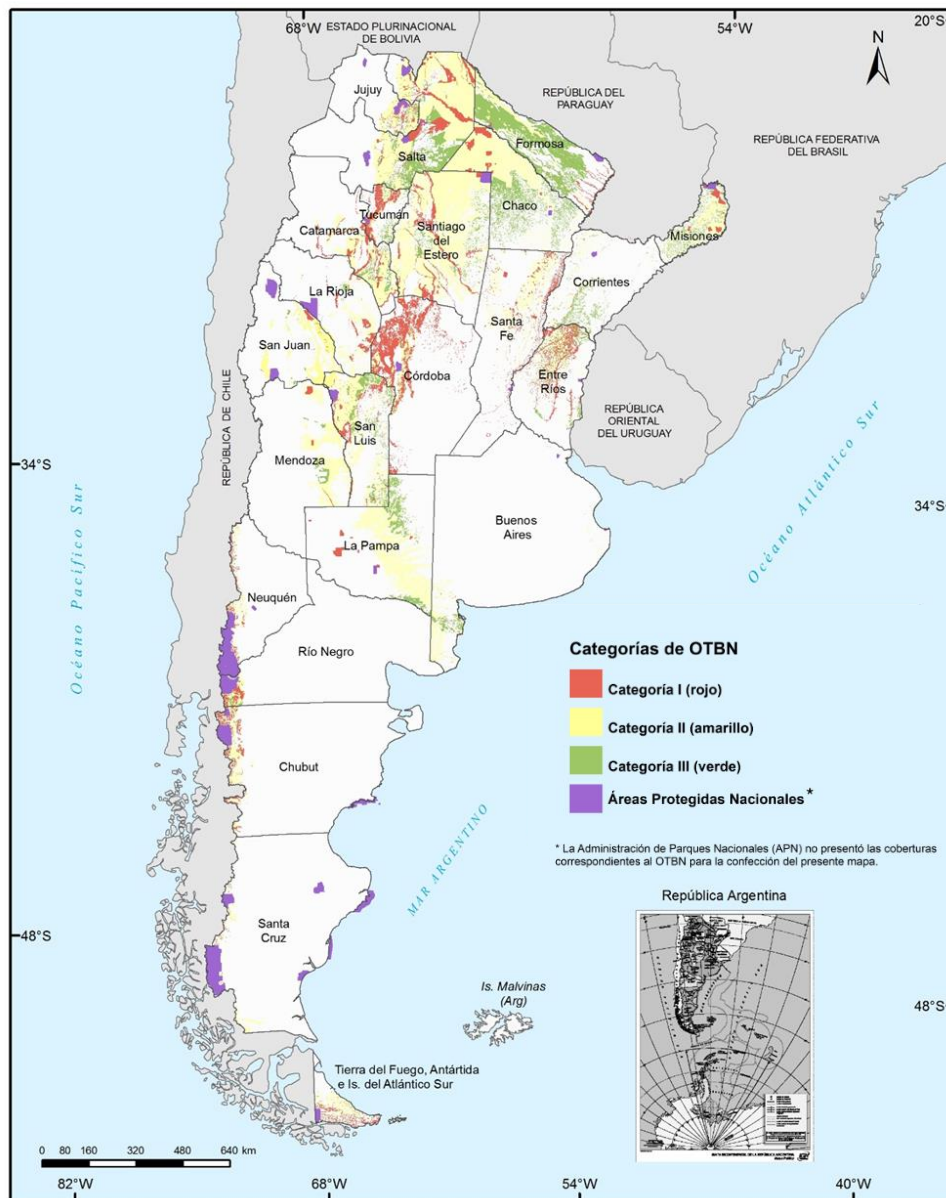 68°W
54°W
20°S
ESTADO PLURINACIONAL
DE BOLIVIA
N
REPÚBLICA DEL
PARAGUAY
REPÚBLICA FEDERATIVA
DEL BRASIL
Jujuy
Salta
Formosa
Chaco
Tucumán
Catamarca
Santiago
del
Estero
Misiones
Corrientes
La Rioja
Santa
Fe
San Juan
Córdoba
Entre
Ríos
REPÚBLICA
ORIENTAL
DEL URUGUAY
REPÚBLICA DE CHILE
San
Luis
Mendoza
34°S
34°S
Buenos
Aires
La Pampa
Océano Pacífico Sur
Océano Atlántico Sur
Neuquén
Río Negro
Chubut
MAR ARGENTINO
Santa
Cruz
48°S
48°S
Is. Malvinas
(Arg)
Tierra del Fuego, Antártida
e Is. del Atlántico Sur
Categorías de OTBN
Categoría I (rojo)
Categoría II (amarillo)
Categoría III (verde)
Áreas Protegidas Nacionales *
* La Administración de Parques Nacionales (APN) no presentó las coberturas
correspondientes al OTBN para la confección del presente mapa.
República Argentina
0 80 160 320 480 640 km
82°W
68°W
54°W
40°W